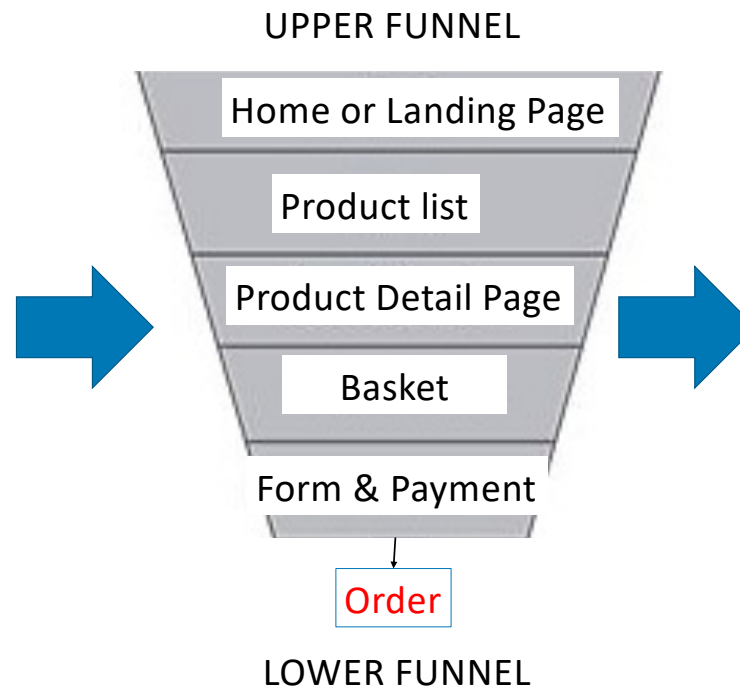 UPPER FUNNEL
Home or Landing Page
Product list
Product Detail Page
Basket
Form & Payment
Order
LOWER FUNNEL